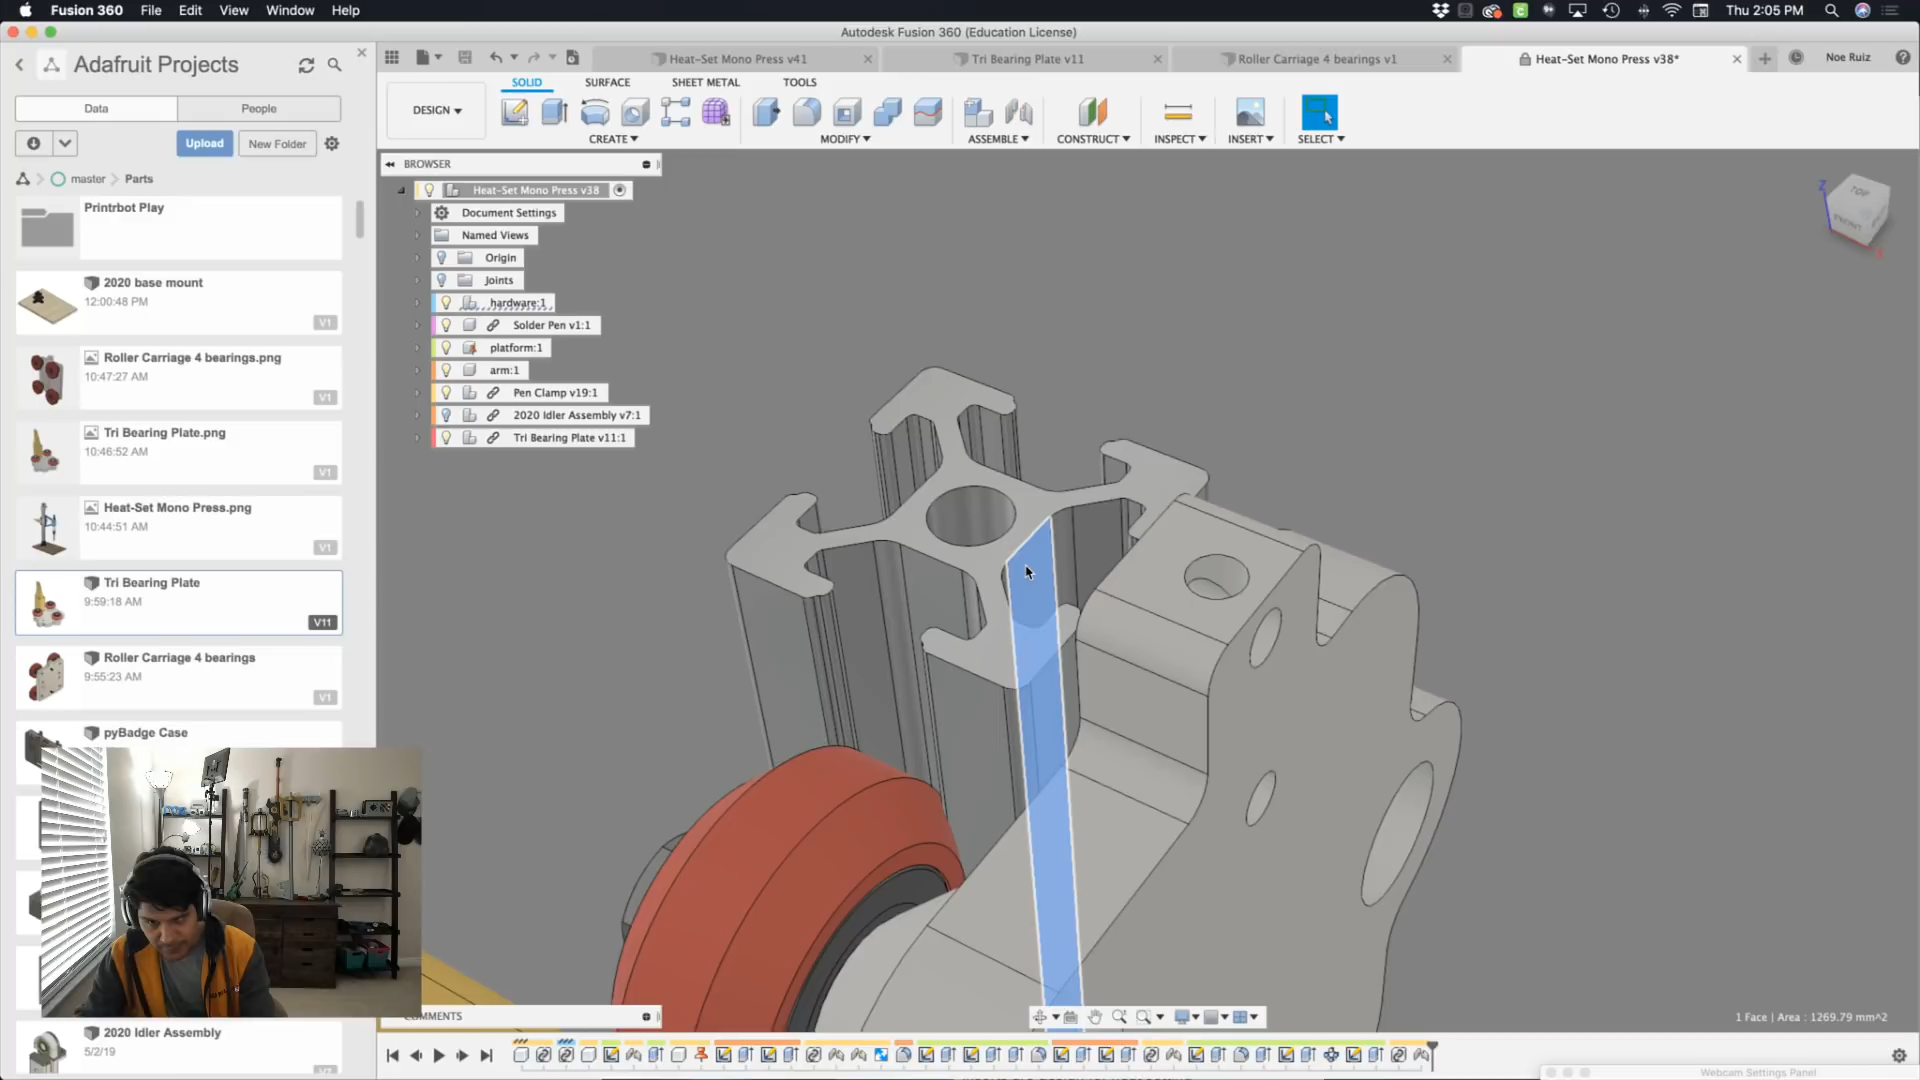 Fusion 360 File Edit View Window Help
Thu 2:05 PM
Autodesk Fusion 360 (Education License)
Adafruit Projects
Heat-Set Mono Press v41
Tri Bearing Plate v11
Roller Carriage 4 bearings v1
Heat-Set Mono Press v38*
Noe Ruiz
SOLID SURFACE SHEET METAL TOOLS
Data People
DESIGN
CREATE MODIFY ASSEMBLE CONSTRUCT INSPECT INSERT SELECT
Upload New Folder
master Parts
BROWSER
Heat-Set Mono Press v38
Document Settings
Named Views
Origin
Joints
hardware:1
Solder Pen v1:1
platform:1
arm:1
Pen Clamp v19:1
2020 Idler Assembly v7:1
Tri Bearing Plate v11:1
Printrbot Play
2020 base mount
12:00:48 PM
V1
Roller Carriage 4 bearings.png
10:47:27 AM
V1
Tri Bearing Plate.png
10:46:52 AM
V1
Heat-Set Mono Press.png
10:44:51 AM
V1
Tri Bearing Plate
9:59:18 AM
V11
Roller Carriage 4 bearings
9:55:23 AM
V1
pyBadge Case
2020 Idler Assembly
5/2/19
TOP
FRONT
Z
X
COMMENTS
1 Face | Area : 1269.79 mm^2
Webcam Settings Panel